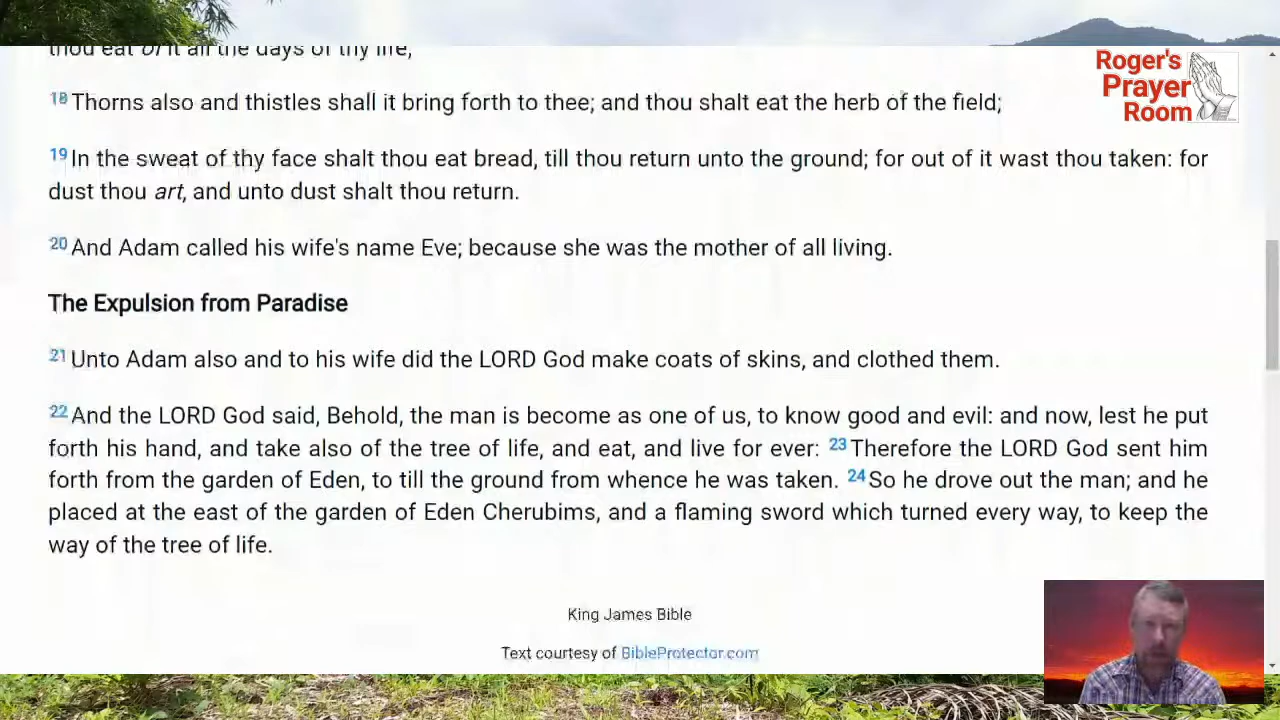 thou eat of it all the days of thy life;
18 Thorns also and thistles shall it bring forth to thee; and thou shalt eat the herb of the field;
19 In the sweat of thy face shalt thou eat bread, till thou return unto the ground; for out of it wast thou taken: for
dust thou art, and unto dust shalt thou return.
20 And Adam called his wife's name Eve; because she was the mother of all living.
The Expulsion from Paradise
21 Unto Adam also and to his wife did the LORD God make coats of skins, and clothed them.
22 And the LORD God said, Behold, the man is become as one of us, to know good and evil: and now, lest he put
forth his hand, and take also of the tree of life, and eat, and live for ever: 23 Therefore the LORD God sent him
forth from the garden of Eden, to till the ground from whence he was taken. 24 So he drove out the man; and he
placed at the east of the garden of Eden Cherubims, and a flaming sword which turned every way, to keep the
way of the tree of life.
King James Bible
Text courtesy of BibleProtector.com
Roger's
Prayer
Room